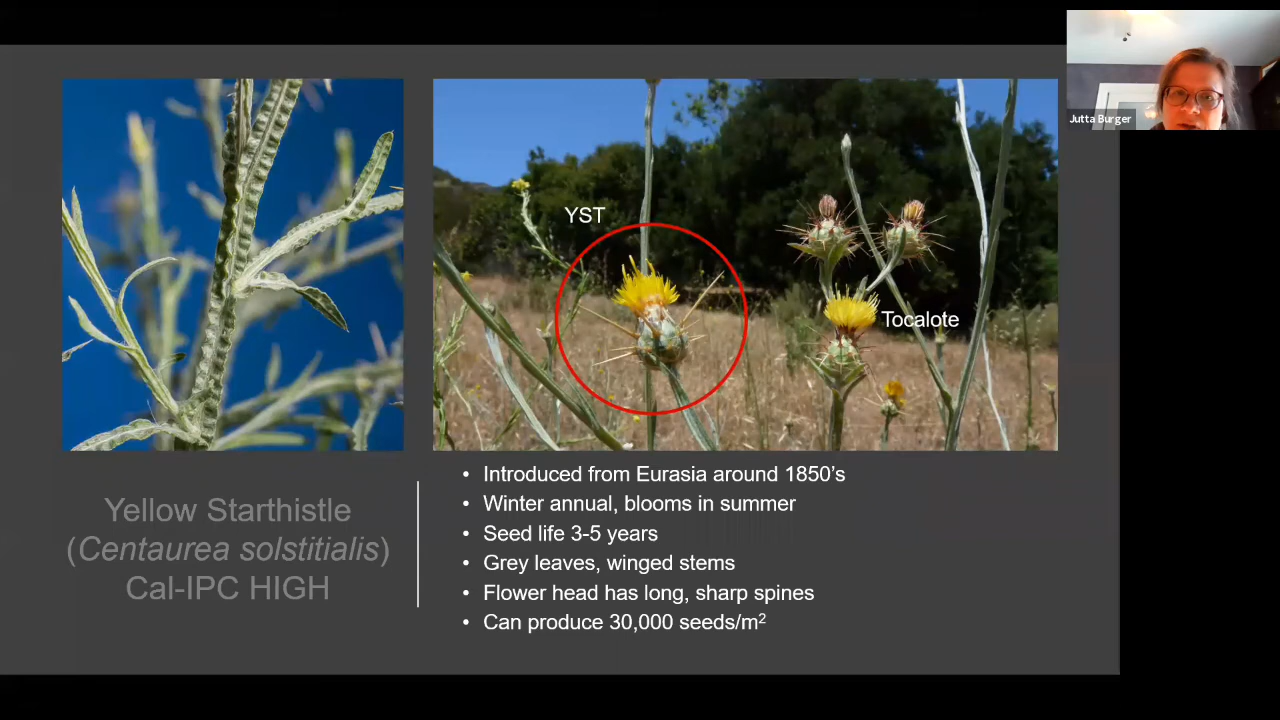 Jutta Burger
YST
Tocalote
Yellow Starthistle
(Centaurea solstitialis)
Cal-IPC HIGH
• Introduced from Eurasia around 1850's
• Winter annual, blooms in summer
• Seed life 3-5 years
• Grey leaves, winged stems
• Flower head has long, sharp spines
• Can produce 30,000 seeds/m²